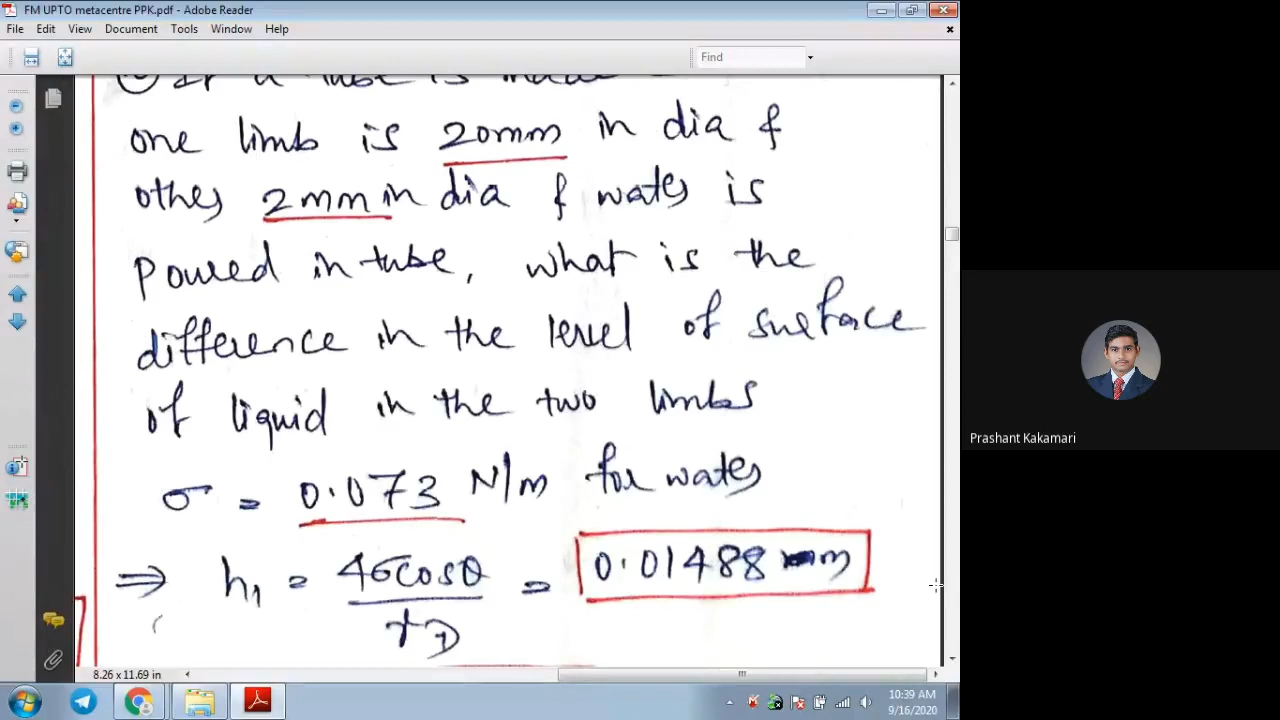 FM UPTO metacentre PPK.pdf - Adobe Reader
File Edit View Document Tools Window Help
Find
one limb is 20mm in dia &
other 2mm in dia & water is
Poured in tube, what is the
difference in the level of surface
of liquid in the two limbs
σ = 0.073 N/m for water
⇒ h₁ = 4σcosθ / γD = 0.01488 m
8.26 x 11.69 in
Prashant Kakamari
10:39 AM
9/16/2020